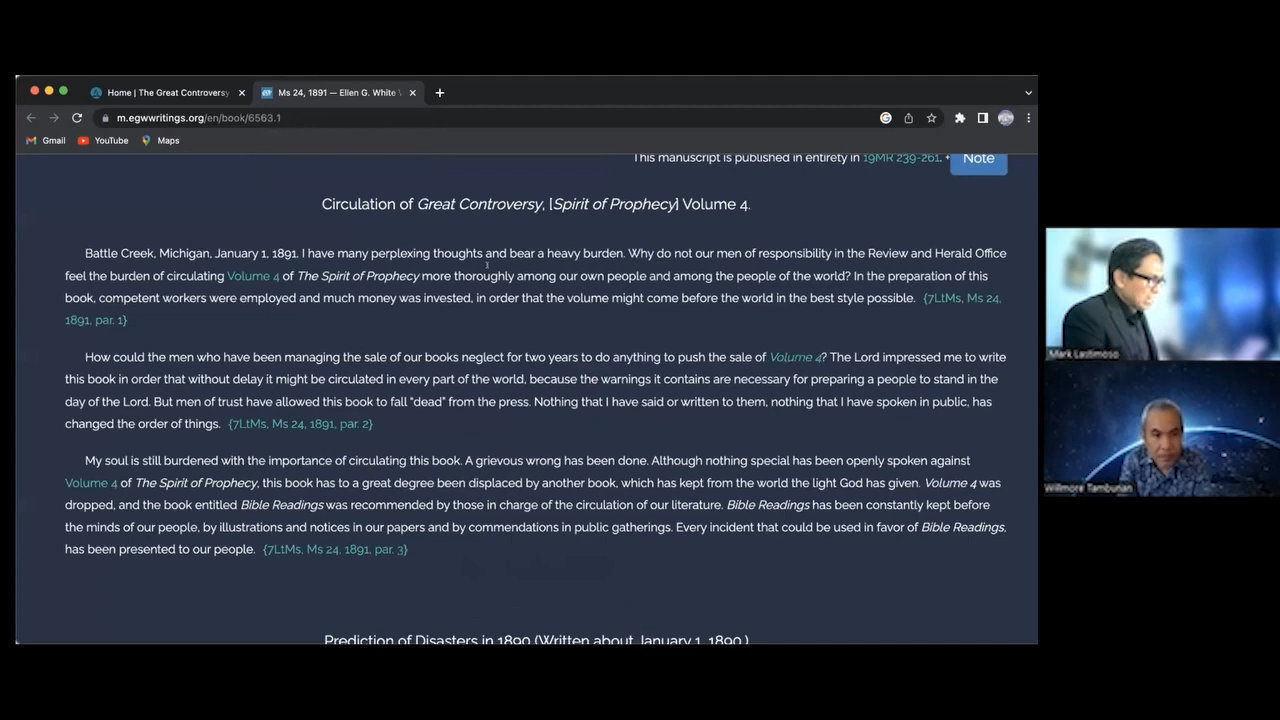 Home | The Great Controversy
Ms 24, 1891 — Ellen G. White
m.egwwritings.org/en/book/6563.1
Gmail YouTube Maps
This manuscript is published in entirety in 19MR 239-261. +
Note
Circulation of Great Controversy, [Spirit of Prophecy] Volume 4.
Battle Creek, Michigan, January 1, 1891. I have many perplexing thoughts and bear a heavy burden. Why do not our men of responsibility in the Review and Herald Office
feel the burden of circulating Volume 4 of The Spirit of Prophecy more thoroughly among our own people and among the people of the world? In the preparation of this
book, competent workers were employed and much money was invested, in order that the volume might come before the world in the best style possible. {7LtMs, Ms 24,
1891, par. 1}
How could the men who have been managing the sale of our books neglect for two years to do anything to push the sale of Volume 4? The Lord impressed me to write
this book in order that without delay it might be circulated in every part of the world, because the warnings it contains are necessary for preparing a people to stand in the
day of the Lord. But men of trust have allowed this book to fall “dead” from the press. Nothing that I have said or written to them, nothing that I have spoken in public, has
changed the order of things. {7LtMs, Ms 24, 1891, par. 2}
My soul is still burdened with the importance of circulating this book. A grievous wrong has been done. Although nothing special has been openly spoken against
Volume 4 of The Spirit of Prophecy, this book has to a great degree been displaced by another book, which has kept from the world the light God has given. Volume 4 was
dropped, and the book entitled Bible Readings was recommended by those in charge of the circulation of our literature. Bible Readings has been constantly kept before
the minds of our people, by illustrations and notices in our papers and by commendations in public gatherings. Every incident that could be used in favor of Bible Readings,
has been presented to our people. {7LtMs, Ms 24, 1891, par. 3}
Prediction of Disasters in 1890 (Written about January 1, 1890.)
Mark Lastimoso
Willmore Tambunan